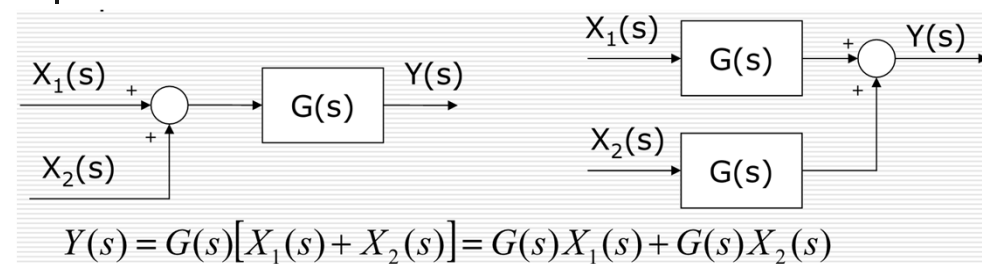 X₁(s)
+
+
X₂(s)
G(s)
Y(s)
X₁(s)
G(s)
+
Y(s)
+
X₂(s)
G(s)
Y(s) = G(s)[X₁(s) + X₂(s)] = G(s)X₁(s) + G(s)X₂(s)